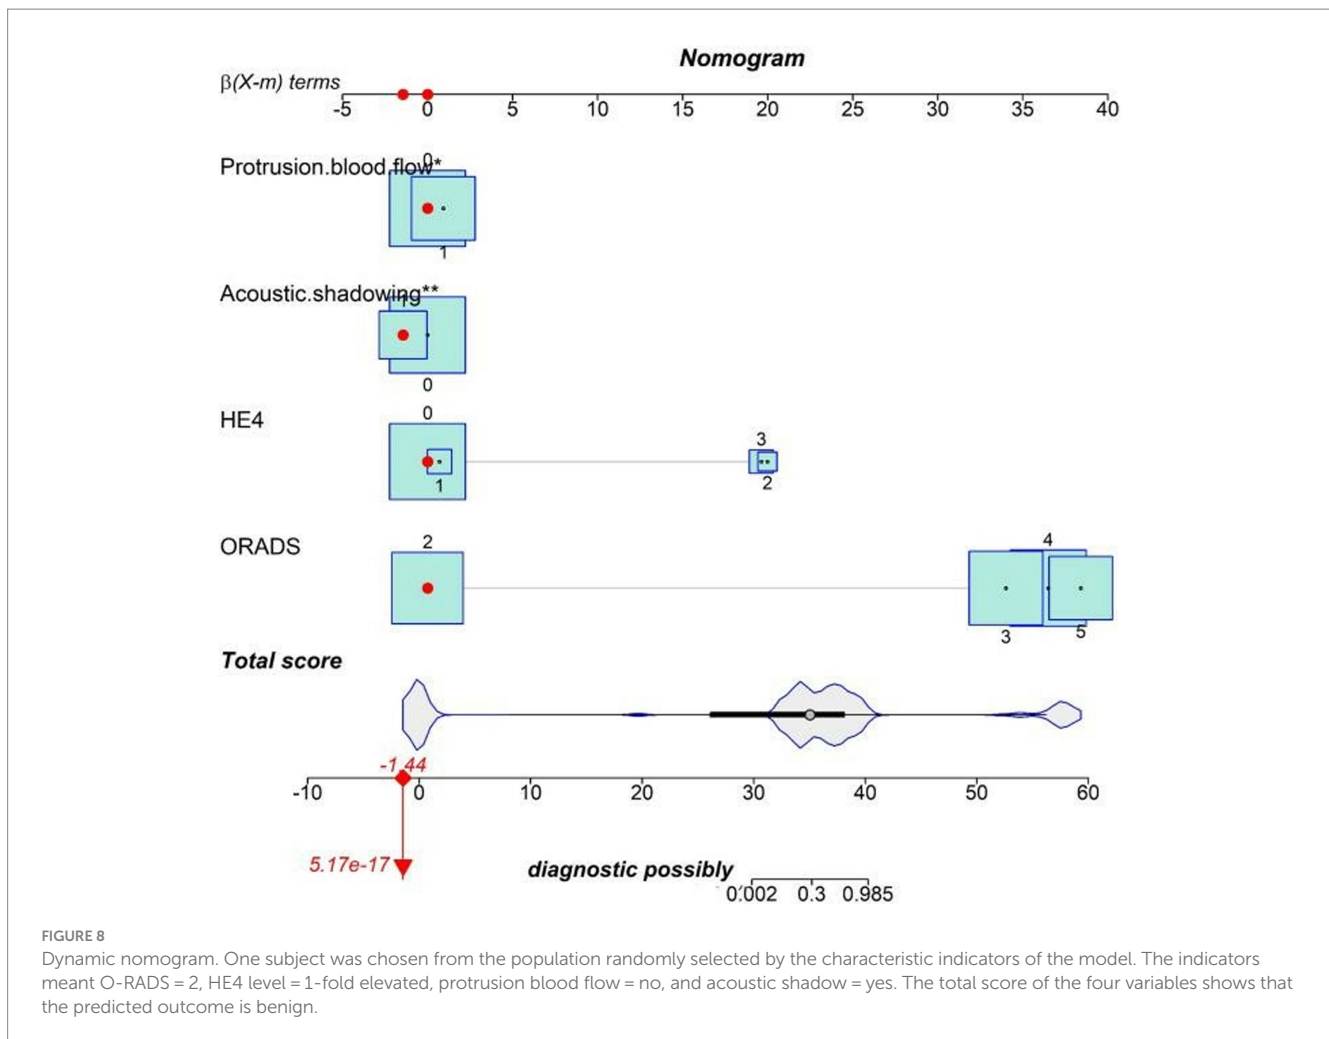 Nomogram
β(X-m) terms
-5 0 5 10 15 20 25 30 35 40
0
Protrusion.blood.flow*
1
Acoustic.shadowing**
1
0
0
HE4
3
1 2
2 4
ORADS
3 5
Total score
-1.44
-10 0 10 20 30 40 50 60
5.17e-17
diagnostic possibly
0.002 0.3 0.985
FIGURE 8
Dynamic nomogram. One subject was chosen from the population randomly selected by the characteristic indicators of the model. The indicators
meant O-RADS = 2, HE4 level = 1-fold elevated, protrusion blood flow = no, and acoustic shadow = yes. The total score of the four variables shows that
the predicted outcome is benign.